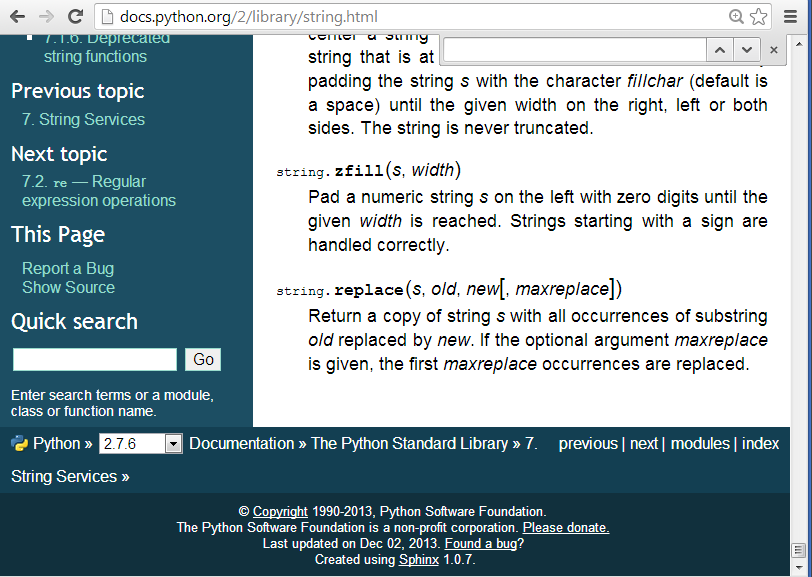 docs.python.org/2/library/string.html
7.1.6. Deprecated
string functions
Previous topic
7. String Services
Next topic
7.2. re — Regular
expression operations
This Page
Report a Bug
Show Source
Quick search
Go
Enter search terms or a module,
class or function name.
center a string
string that is at
padding the string s with the character fillchar (default is
a space) until the given width on the right, left or both
sides. The string is never truncated.
string.zfill(s, width)
Pad a numeric string s on the left with zero digits until the
given width is reached. Strings starting with a sign are
handled correctly.
string.replace(s, old, new[, maxreplace])
Return a copy of string s with all occurrences of substring
old replaced by new. If the optional argument maxreplace
is given, the first maxreplace occurrences are replaced.
Python » 2.7.6 Documentation » The Python Standard Library » 7. previous | next | modules | index
String Services »
© Copyright 1990-2013, Python Software Foundation.
The Python Software Foundation is a non-profit corporation. Please donate.
Last updated on Dec 02, 2013. Found a bug?
Created using Sphinx 1.0.7.